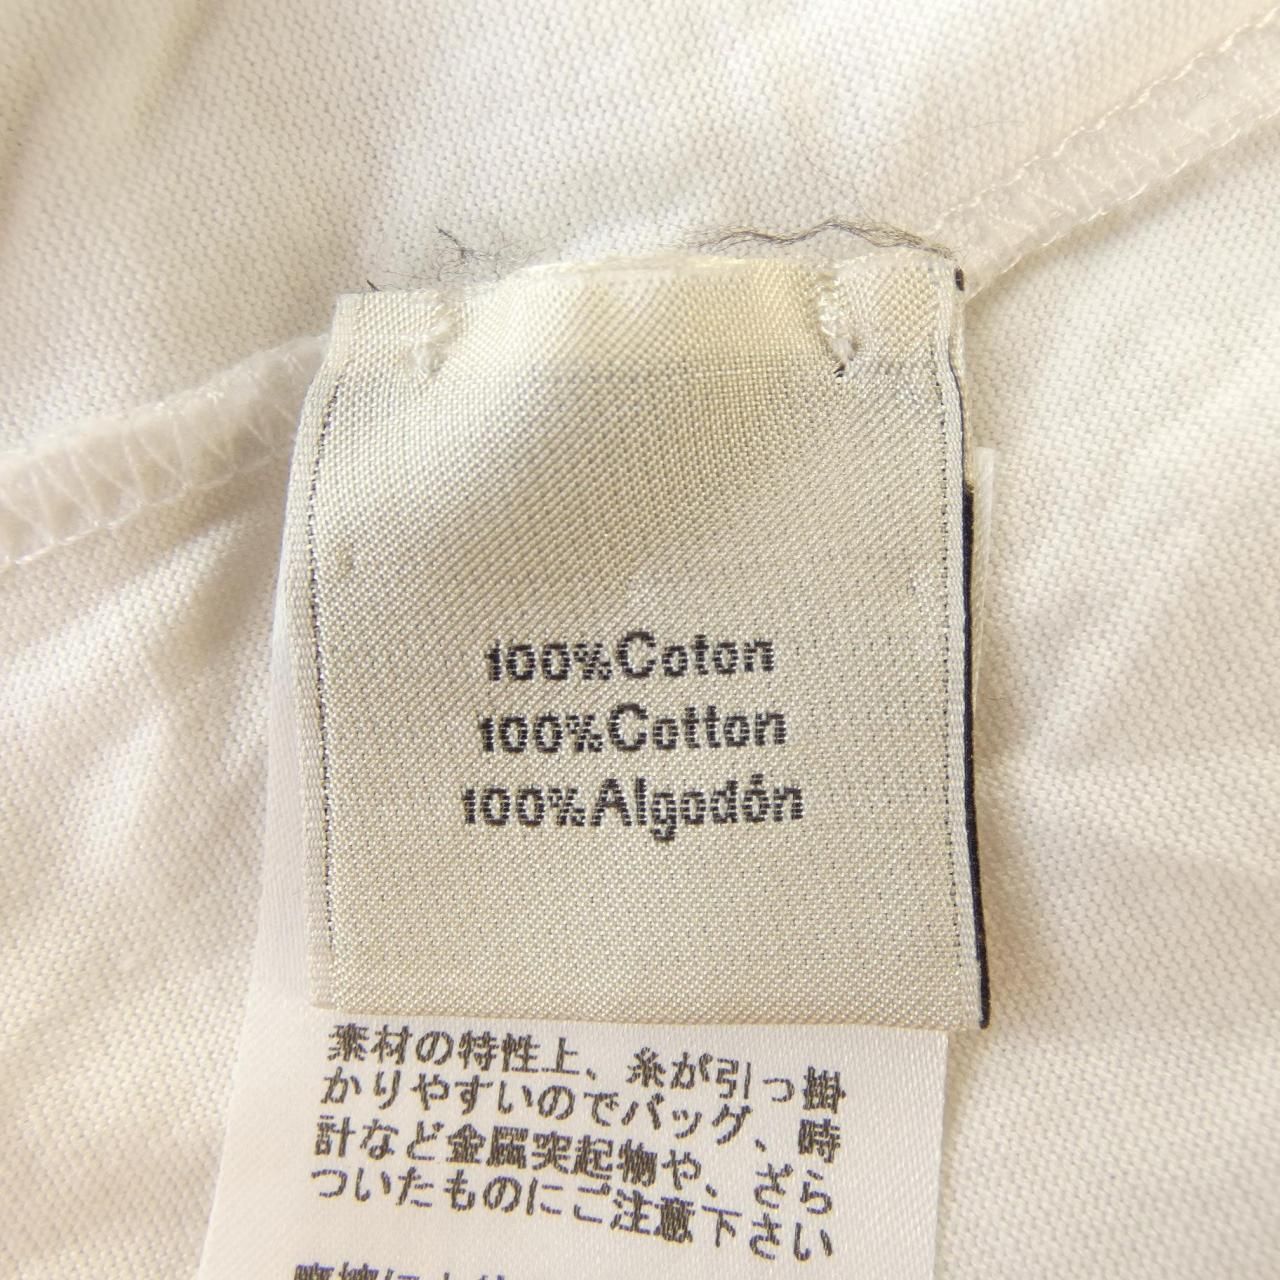 100%Coton
100%Cotton
100%Algodón
素材の特性上、糸が引っ掛
かりやすいのでバッグ、時
計など金属突起物や、ざら
ついたものにご注意下さい